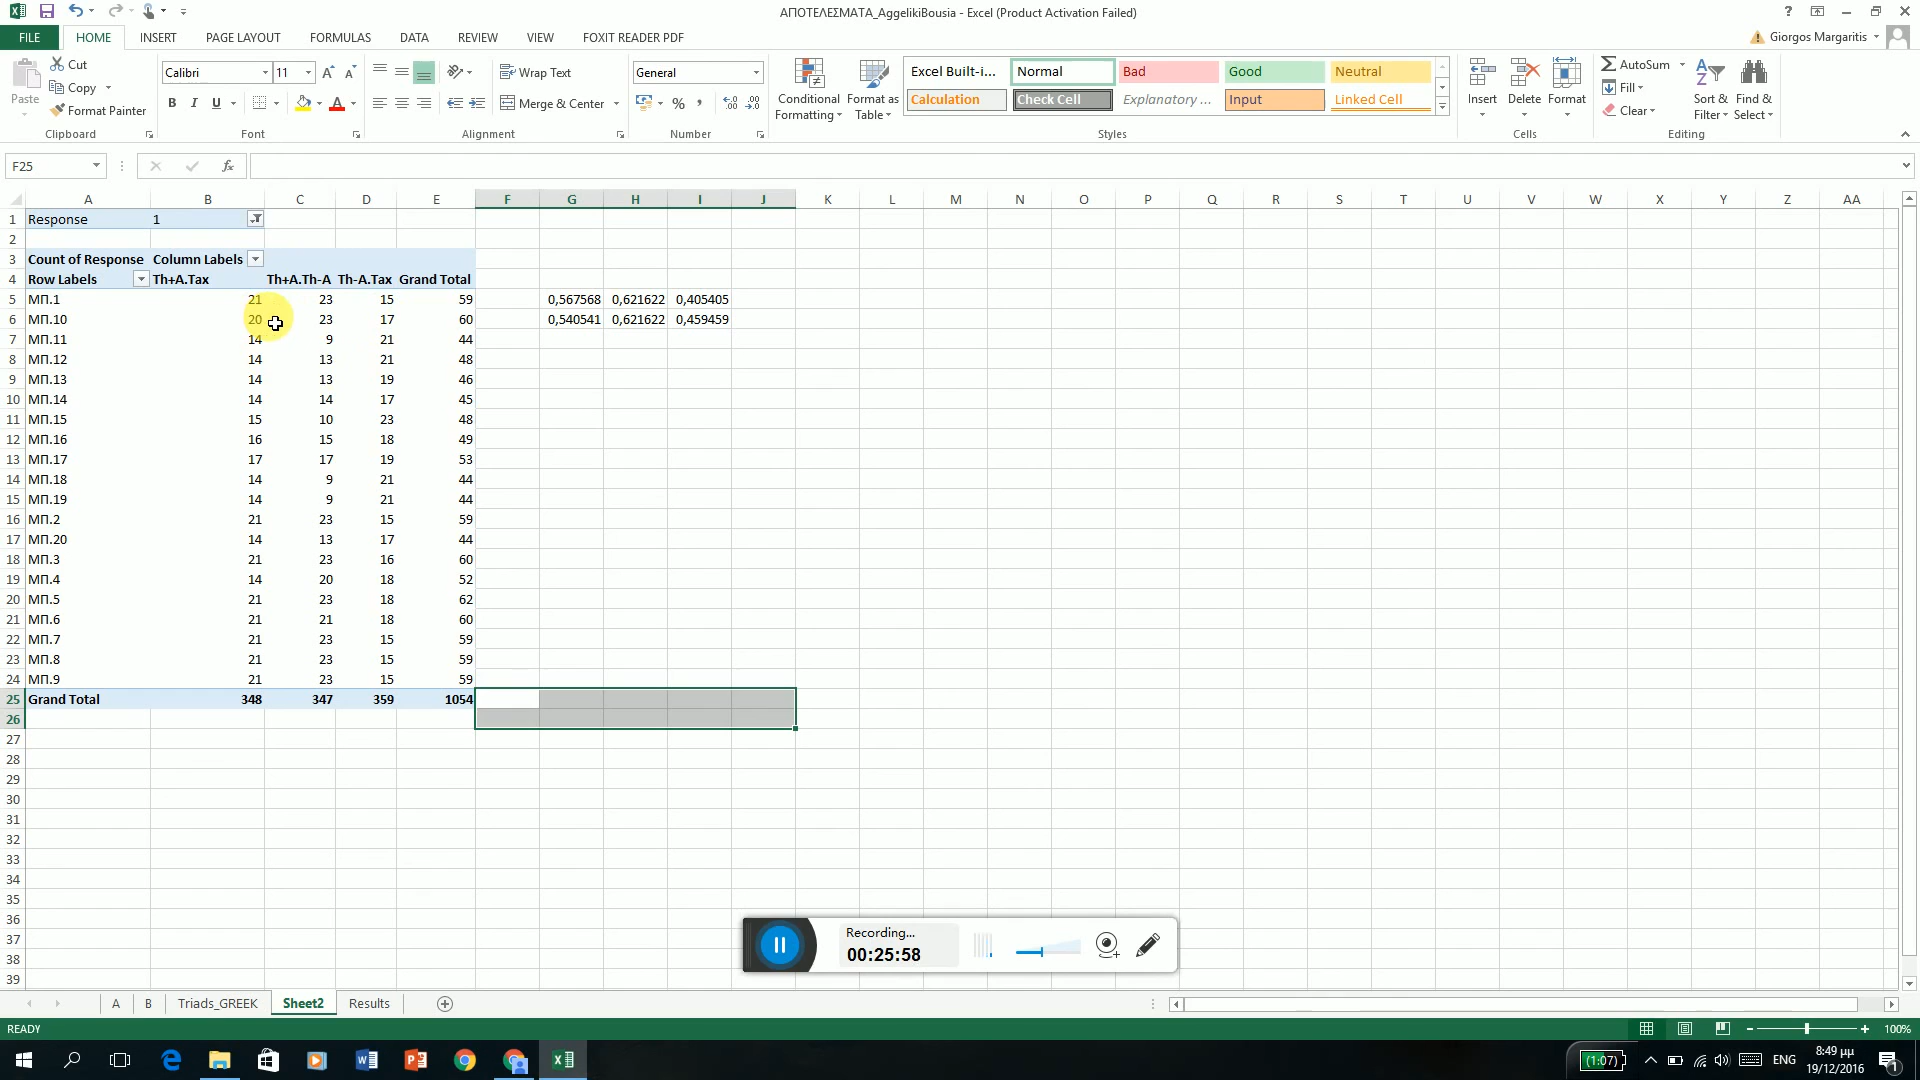 ΑΠΟΤΕΛΕΣΜΑΤΑ_AggelikiBousia - Excel (Product Activation Failed)
FILE HOME INSERT PAGE LAYOUT FORMULAS DATA REVIEW VIEW FOXIT READER PDF Giorgos Margaritis
Paste Cut Copy Format Painter
Calibri 11
B I U
Wrap Text
Merge & Center
General
Conditional Formatting Format as Table
Excel Built-i... Normal Bad Good Neutral
Calculation Check Cell Explanatory ... Input Linked Cell
Insert Delete Format
AutoSum
Fill
Clear
Sort & Filter Find & Select
Clipboard Font Alignment Number Styles Cells Editing
F25
A B C D E F G H I J K L M N O P Q R S T U V W X Y Z AA
1 Response 1
2
3 Count of Response Column Labels
4 Row Labels Th+A.Tax Th+A.Th-A Th-A.Tax Grand Total
5 ΜΠ.1 21 23 15 59 0,567568 0,621622 0,405405
6 ΜΠ.10 20 23 17 60 0,540541 0,621622 0,459459
7 ΜΠ.11 14 9 21 44
8 ΜΠ.12 14 13 21 48
9 ΜΠ.13 14 13 19 46
10 ΜΠ.14 14 14 17 45
11 ΜΠ.15 15 10 23 48
12 ΜΠ.16 16 15 18 49
13 ΜΠ.17 17 17 19 53
14 ΜΠ.18 14 9 21 44
15 ΜΠ.19 14 9 21 44
16 ΜΠ.2 21 23 15 59
17 ΜΠ.20 14 13 17 44
18 ΜΠ.3 21 23 16 60
19 ΜΠ.4 14 20 18 52
20 ΜΠ.5 21 23 18 62
21 ΜΠ.6 21 21 18 60
22 ΜΠ.7 21 23 15 59
23 ΜΠ.8 21 23 15 59
24 ΜΠ.9 21 23 15 59
25 Grand Total 348 347 359 1054
26
27
28
29
30
31
32
33
34
35
36
37
38
39
Recording...
00:25:58
A B Triads_GREEK Sheet2 Results
READY 100%
(1:07) ENG 8:49 μμ
19/12/2016